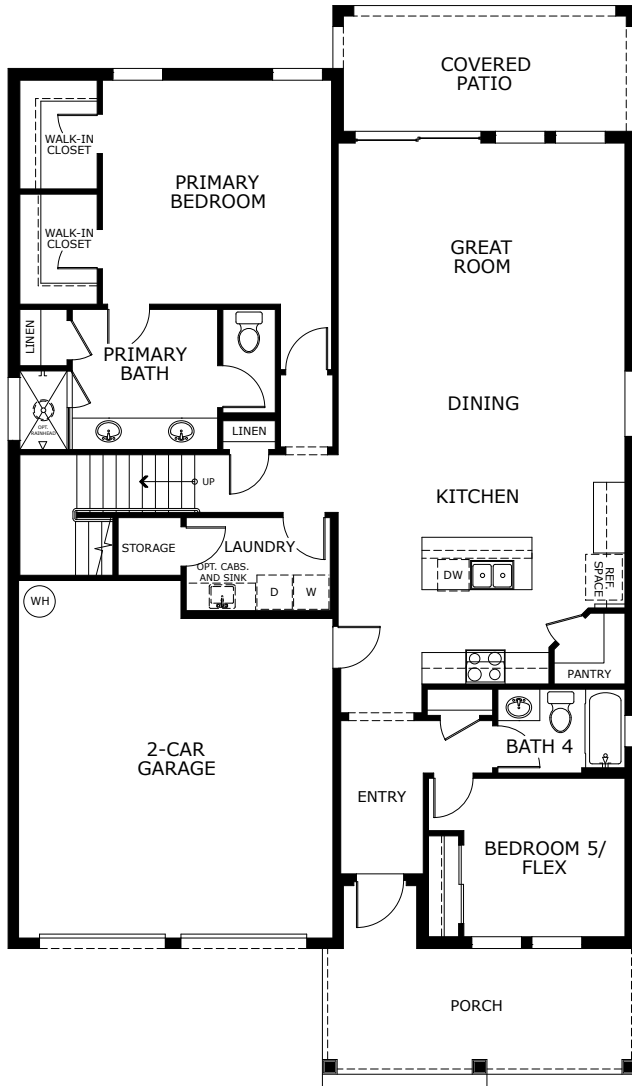 COVERED
PATIO
WALK-IN
CLOSET
PRIMARY
BEDROOM
WALK-IN
CLOSET
GREAT
ROOM
LINEN
PRIMARY
BATH
OPT.
RAINHEAD
DINING
LINEN
UP
KITCHEN
STORAGE
LAUNDRY
OPT. CABS.
AND SINK
D
W
DW
REF.
SPACE
WH
PANTRY
2-CAR
GARAGE
BATH 4
ENTRY
BEDROOM 5/
FLEX
PORCH